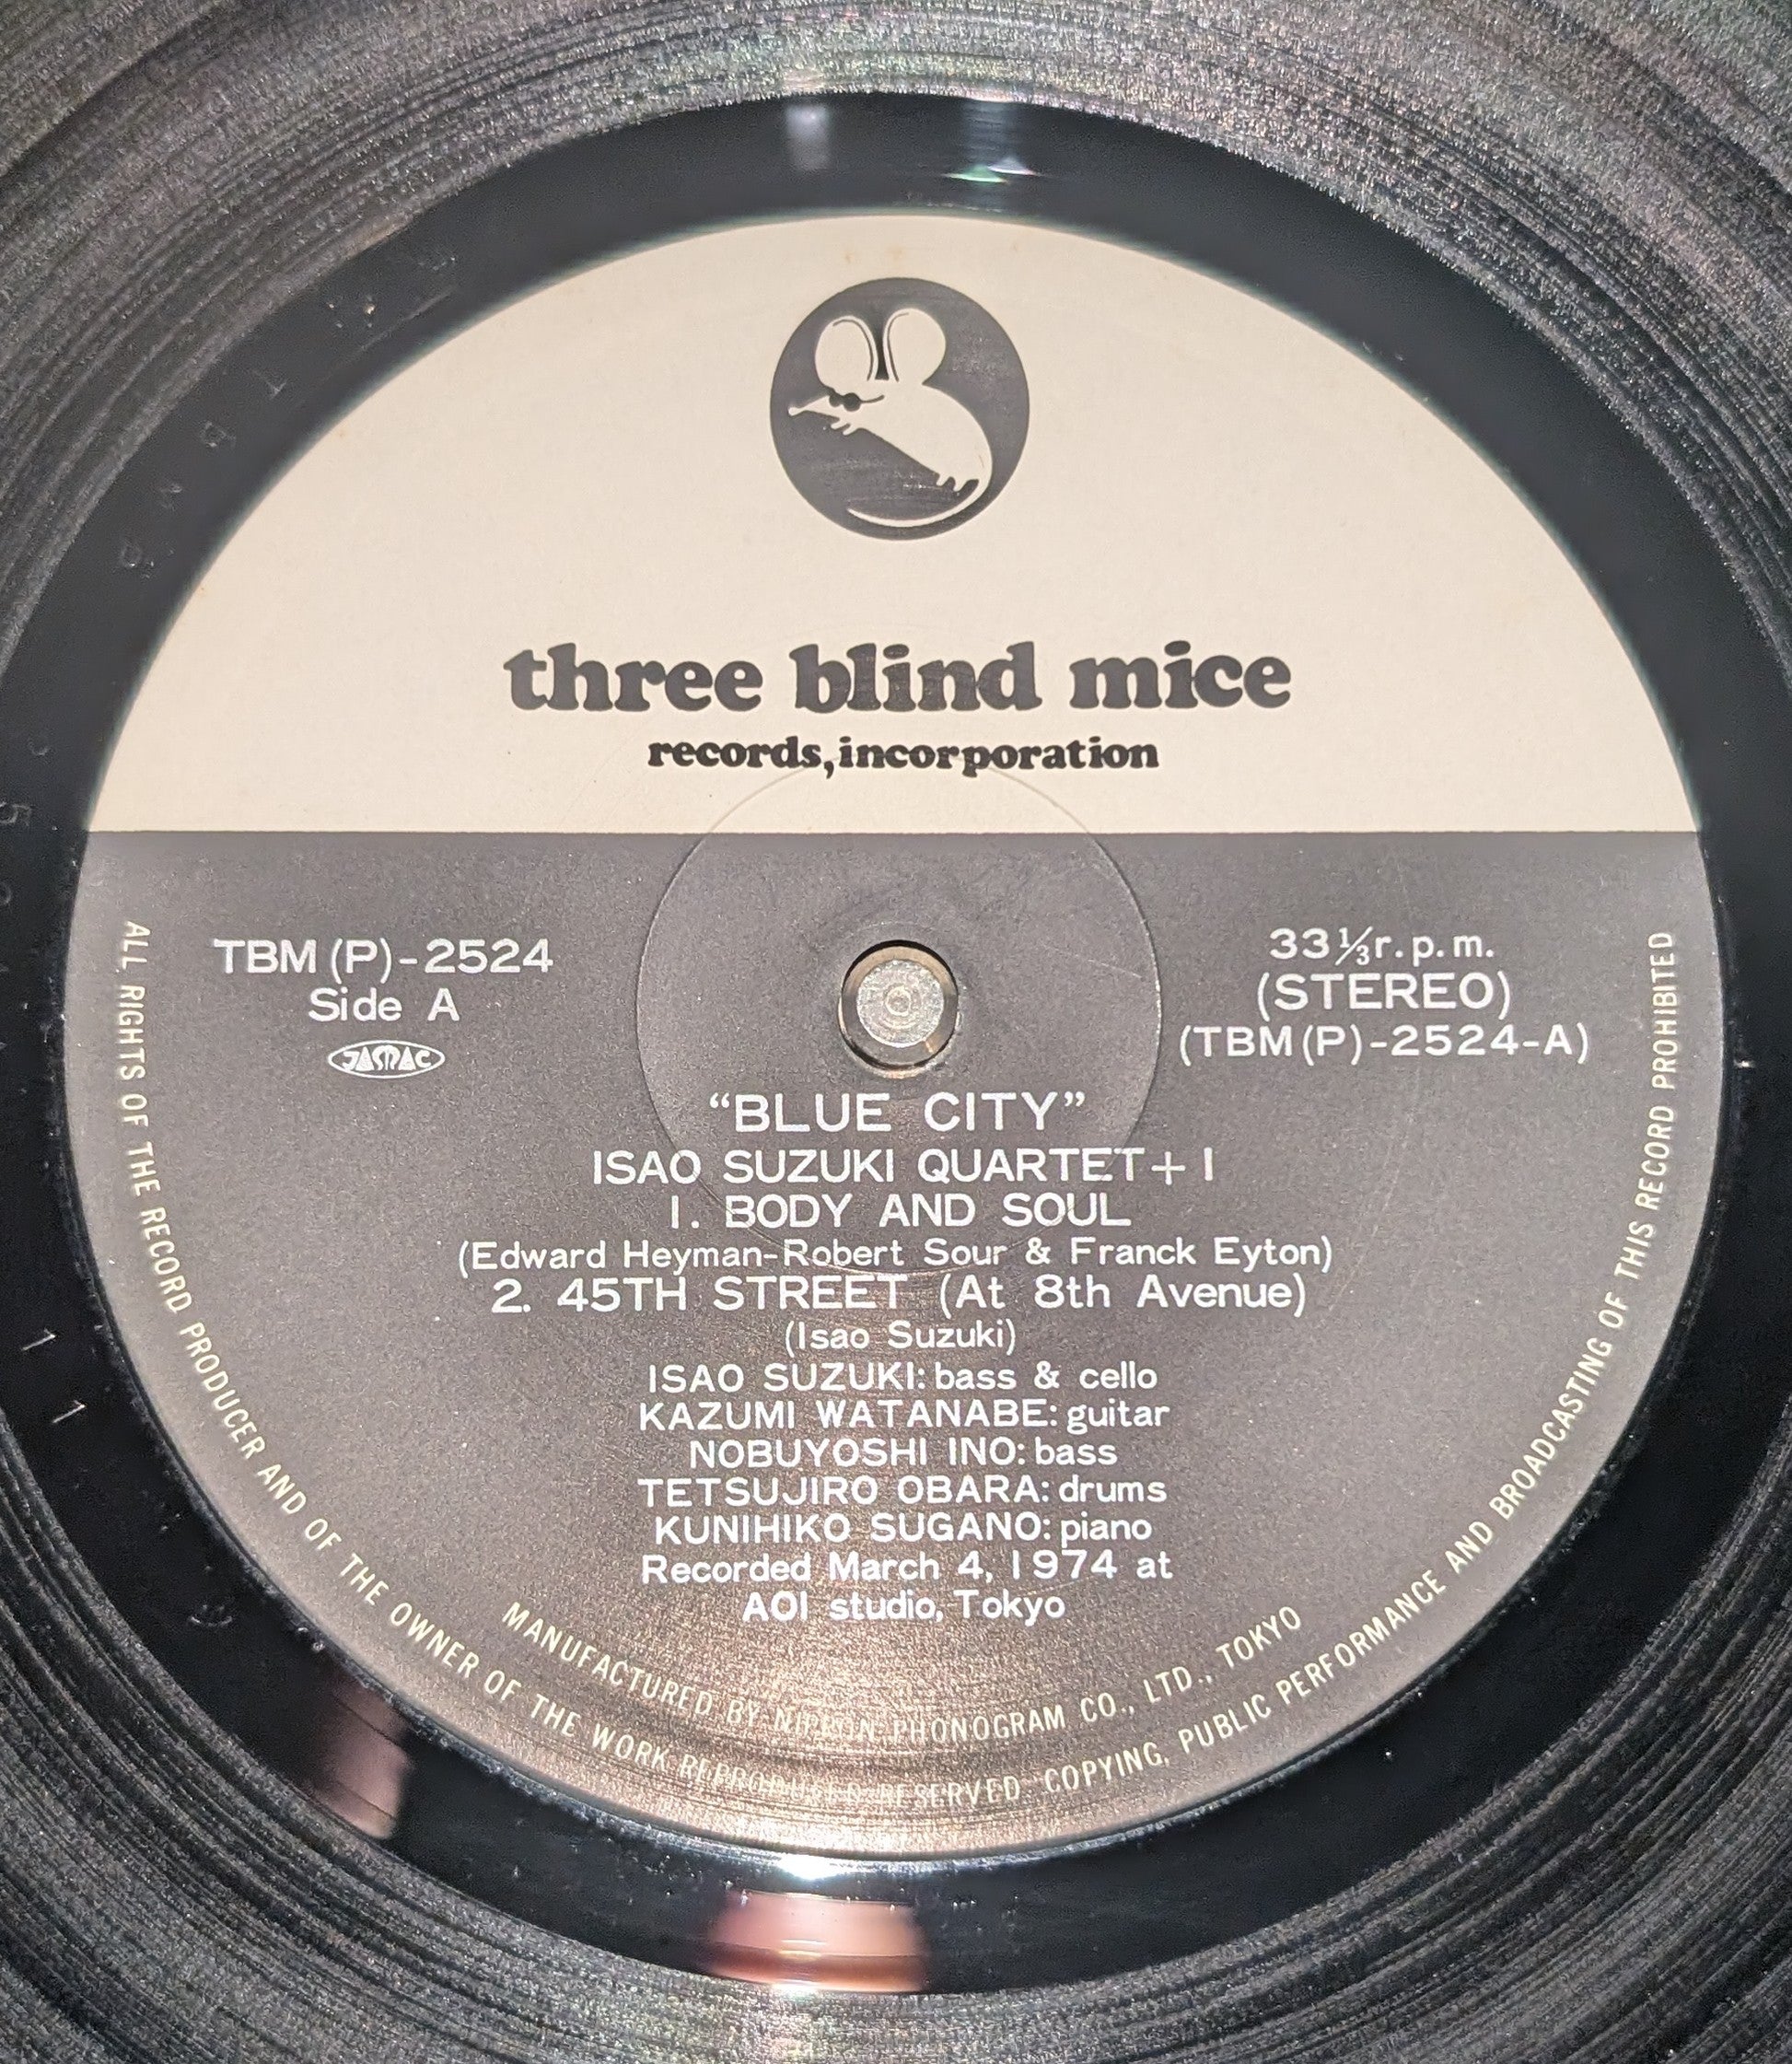 three blind mice
records, incorporation
TBM (P)-2524
Side A
JASRAC
33⅓ r.p.m.
(STEREO)
(TBM(P)-2524-A)
“BLUE CITY”
ISAO SUZUKI QUARTET+1
1. BODY AND SOUL
(Edward Heyman-Robert Sour & Franck Eyton)
2. 45TH STREET (At 8th Avenue)
(Isao Suzuki)
ISAO SUZUKI: bass & cello
KAZUMI WATANABE: guitar
NOBUYOSHI INO: bass
TETSUJIRO OBARA: drums
KUNIHIKO SUGANO: piano
Recorded March 4, 1974 at
AOI studio, Tokyo
MANUFACTURED BY NIPPON PHONOGRAM CO., LTD., TOKYO
ALL RIGHTS OF THE RECORD PRODUCER AND OF THE OWNER OF THE WORK REPRODUCED RESERVED. COPYING, PUBLIC PERFORMANCE AND BROADCASTING OF THIS RECORD PROHIBITED